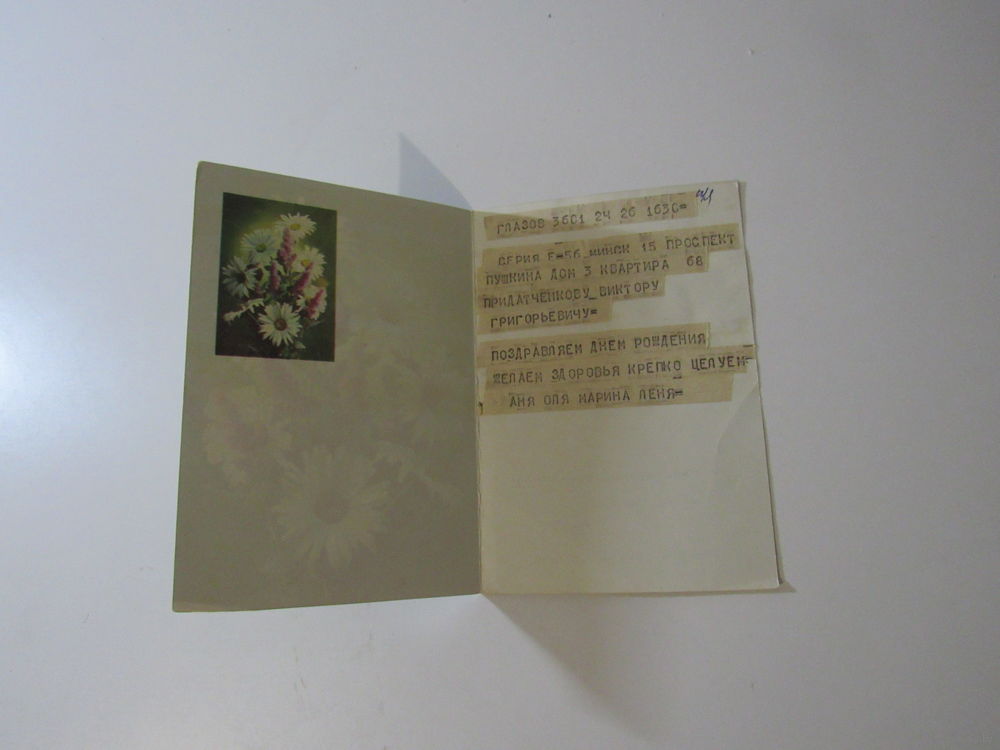 ГЛАЗОВ 3601 24 26 1630=
СЕРИЯ Е-56 МИНСК 15 ПРОСПЕКТ
ПУШКИНА ДОМ 3 КВАРТИРА 68
ПРИДАТЧЕНКОВУ ВИКТОРУ
ГРИГОРЬЕВИЧУ=
ПОЗДРАВЛЯЕМ ДНЕМ РОЖДЕНИЯ
ЖЕЛАЕМ ЗДОРОВЬЯ КРЕПКО ЦЕЛУЕМ-
АНЯ ОЛЯ МАРИНА ЛЕНЯ=